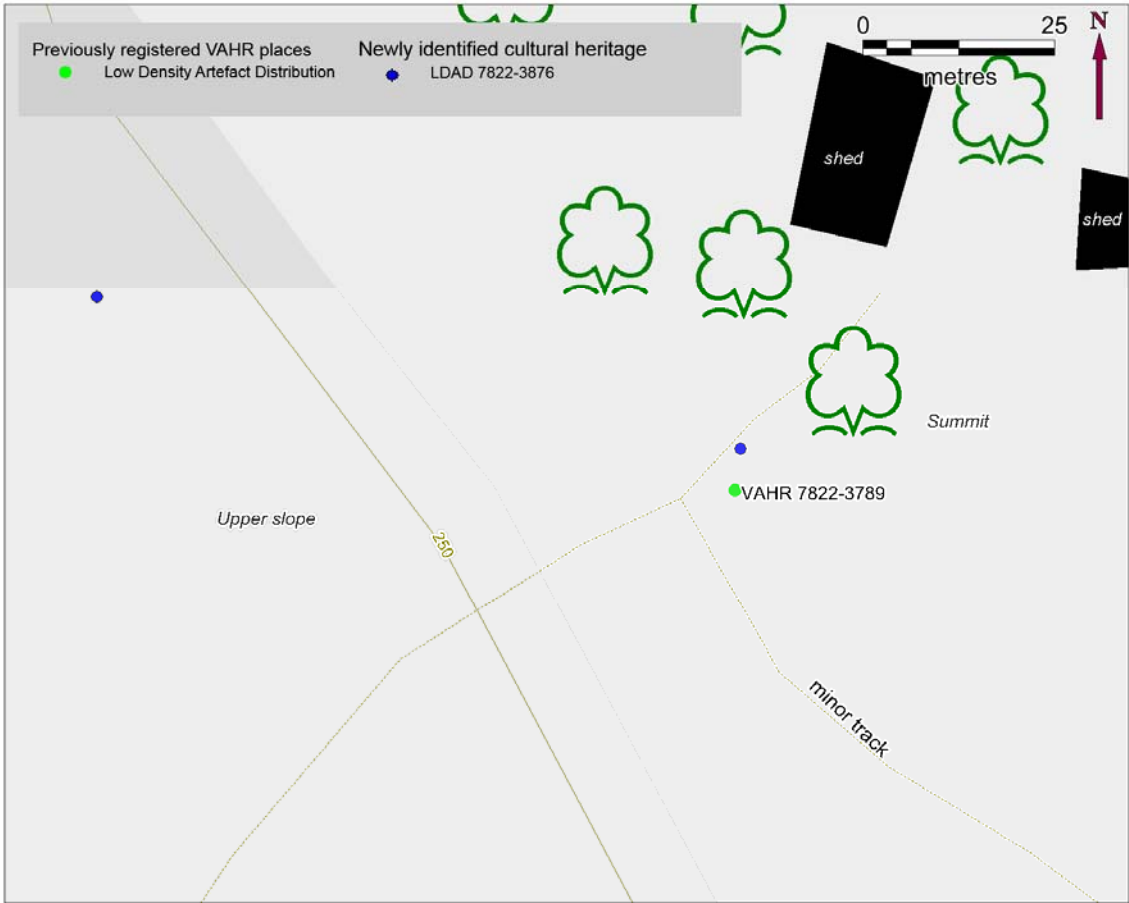 0 25
N
metres
Previously registered VAHR places
Low Density Artefact Distribution
Newly identified cultural heritage
LDAD 7822-3876
shed
shed
Summit
VAHR 7822-3789
Upper slope
250
minor track